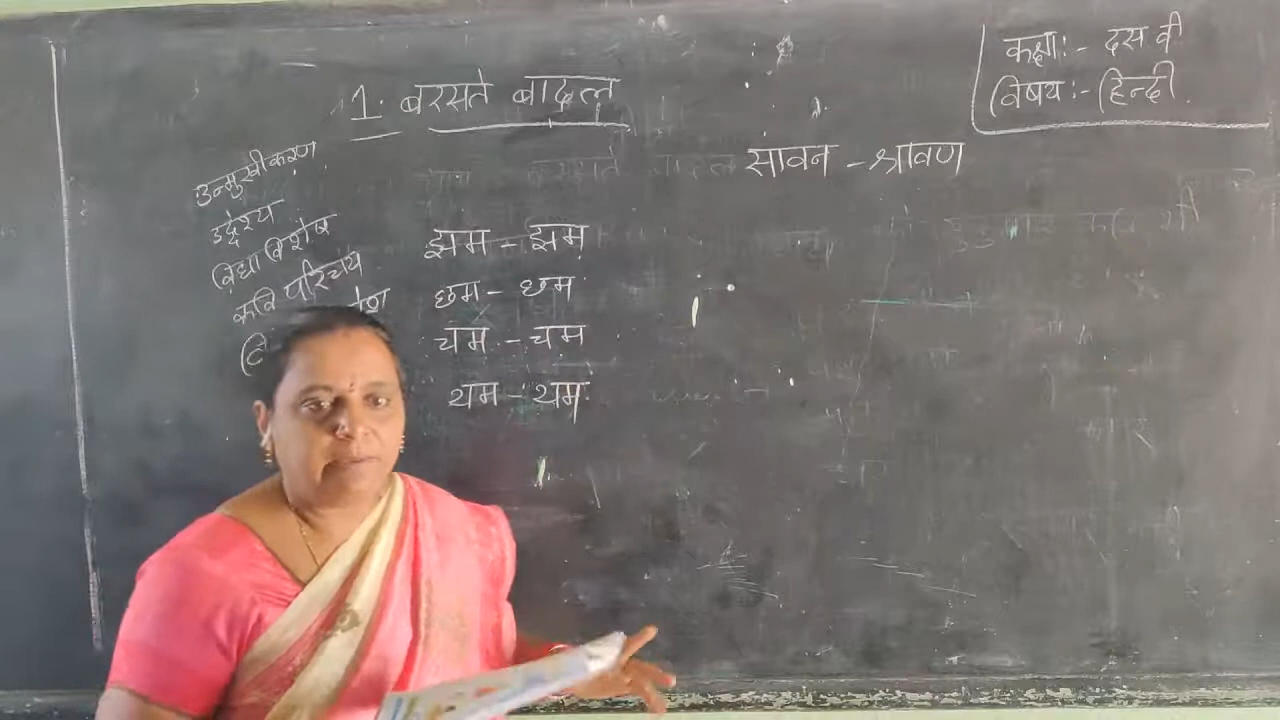 1. बरसते बादल
कक्षा:- दस वी
विषय:- हिन्दी.
सावन - श्रावण
उन्मुखीकरण
उद्देश्य
विधा विशेष
कवि परिचय
झम - झम
छम - छम
चम - चम
थम - थम